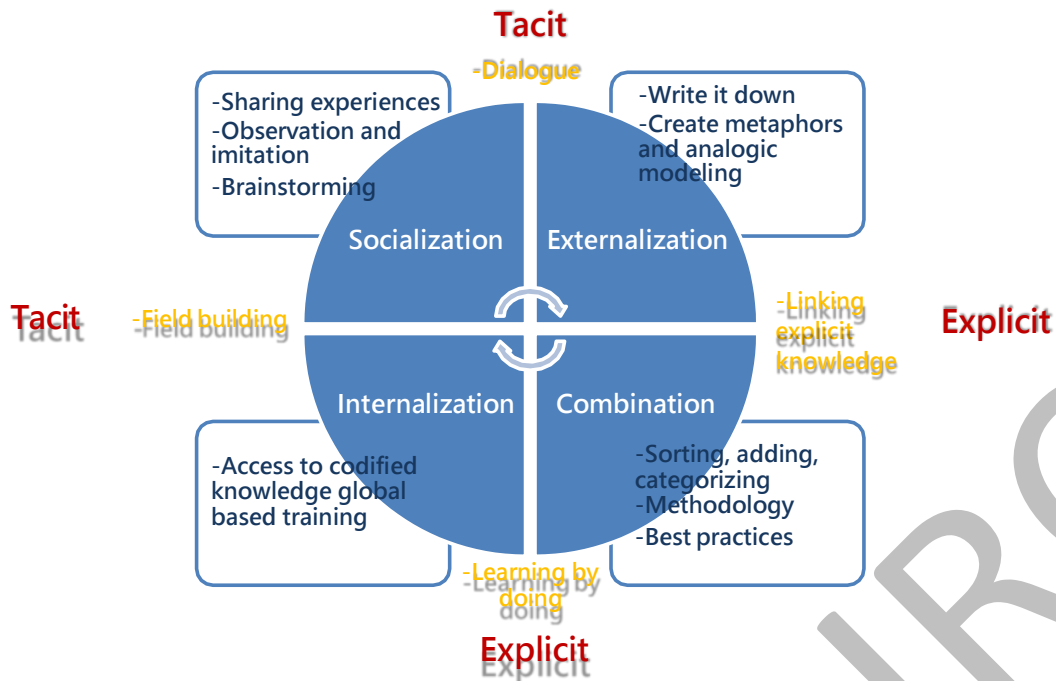 Tacit
-Dialogue
-Sharing experiences
-Observation and
imitation
-Brainstorming
-Write it down
-Create metaphors
and analogic
modeling
Socialization
Externalization
Tacit
-Field building
-Linking
explicit
knowledge
Explicit
Internalization
Combination
-Access to codified
knowledge global
based training
-Sorting, adding,
categorizing
-Methodology
-Best practices
-Learning by
doing
Explicit